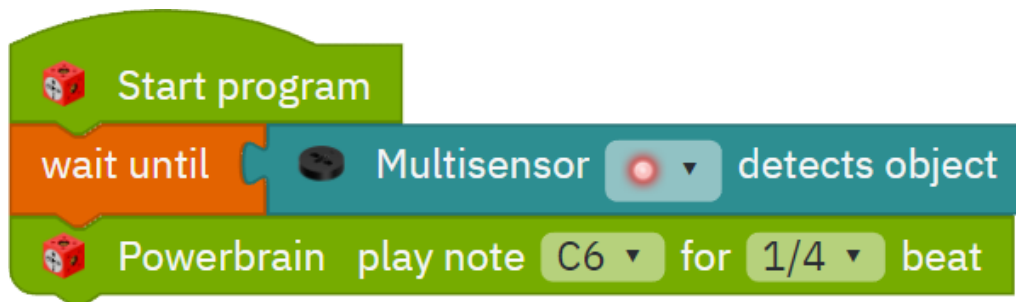 Start program
wait until Multisensor detects object
Powerbrain play note C6 for 1/4 beat